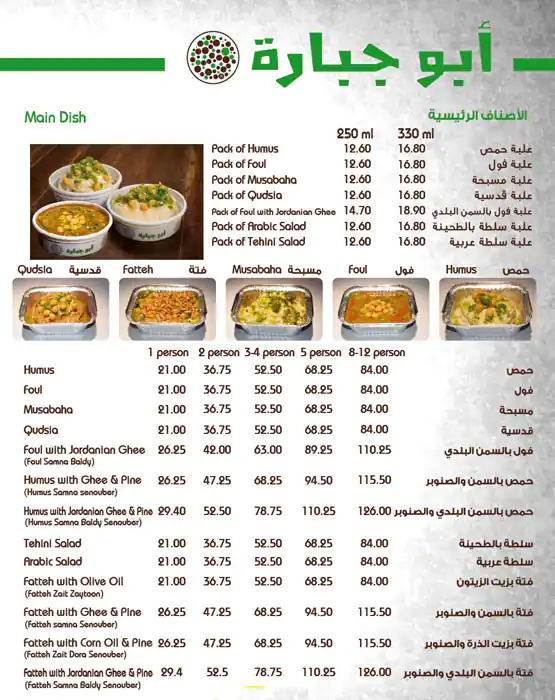 أبو جبارة
Main Dish الأصناف الرئيسية
250 ml 330 ml
Pack of Humus 12.60 16.80 علبة حمص
Pack of Foul 12.60 16.80 علبة فول
Pack of Musabaha 12.60 16.80 علبة مسبحة
Pack of Qudsia 12.60 16.80 علبة قدسية
Pack of Foul with Jordanian Ghee 14.70 18.90 علبة فول بالسمن البلدي
Pack of Arabic Salad 12.60 16.80 علبة سلطة بالطحينة
Pack of Tehini Salad 12.60 16.80 علبة سلطة عربية
أبو جبارة
Qudsia قدسية Fatteh فتة Musabaha مسبحة Foul فول Humus حمص
1 person 2 person 3-4 person 5 person 8-12 person
Humus 21.00 36.75 52.50 68.25 84.00 حمص
Foul 21.00 36.75 52.50 68.25 84.00 فول
Musabaha 21.00 36.75 52.50 68.25 84.00 مسبحة
Qudsia 21.00 36.75 52.50 68.25 84.00 قدسية
Foul with Jordanian Ghee 26.25 42.00 63.00 89.25 110.25 فول بالسمن البلدي
(Foul Samna Baldy)
Humus with Ghee & Pine 26.25 47.25 68.25 94.50 115.50 حمص بالسمن والصنوبر
(Humus Samna senouber)
Humus with Jordanian Ghee & Pine 29.40 52.50 78.75 110.25 126.00 حمص بالسمن البلدي والصنوبر
(Humus Samna Baldy Senouber)
Tehini Salad 21.00 36.75 52.50 68.25 84.00 سلطة بالطحينة
Arabic Salad 21.00 36.75 52.50 68.25 84.00 سلطة عربية
Fatteh with Olive Oil 21.00 36.75 52.50 68.25 84.00 فتة بزيت الزيتون
(Fatteh Zait Zaytoon)
Fatteh with Ghee & Pine 26.25 47.25 68.25 94.50 115.50 فتة بالسمن والصنوبر
(Fatteh samna Senouber)
Fatteh with Corn Oil & Pine 26.25 47.25 68.25 94.50 115.50 فتة بزيت الذرة والصنوبر
(Fatteh Zait Dora Senouber)
Fatteh with Jordanian Ghee & Pine 29.4 52.5 78.75 110.25 126.00 فتة بالسمن البلدي والصنوبر
(Fatteh Samna Baldy Senouber)